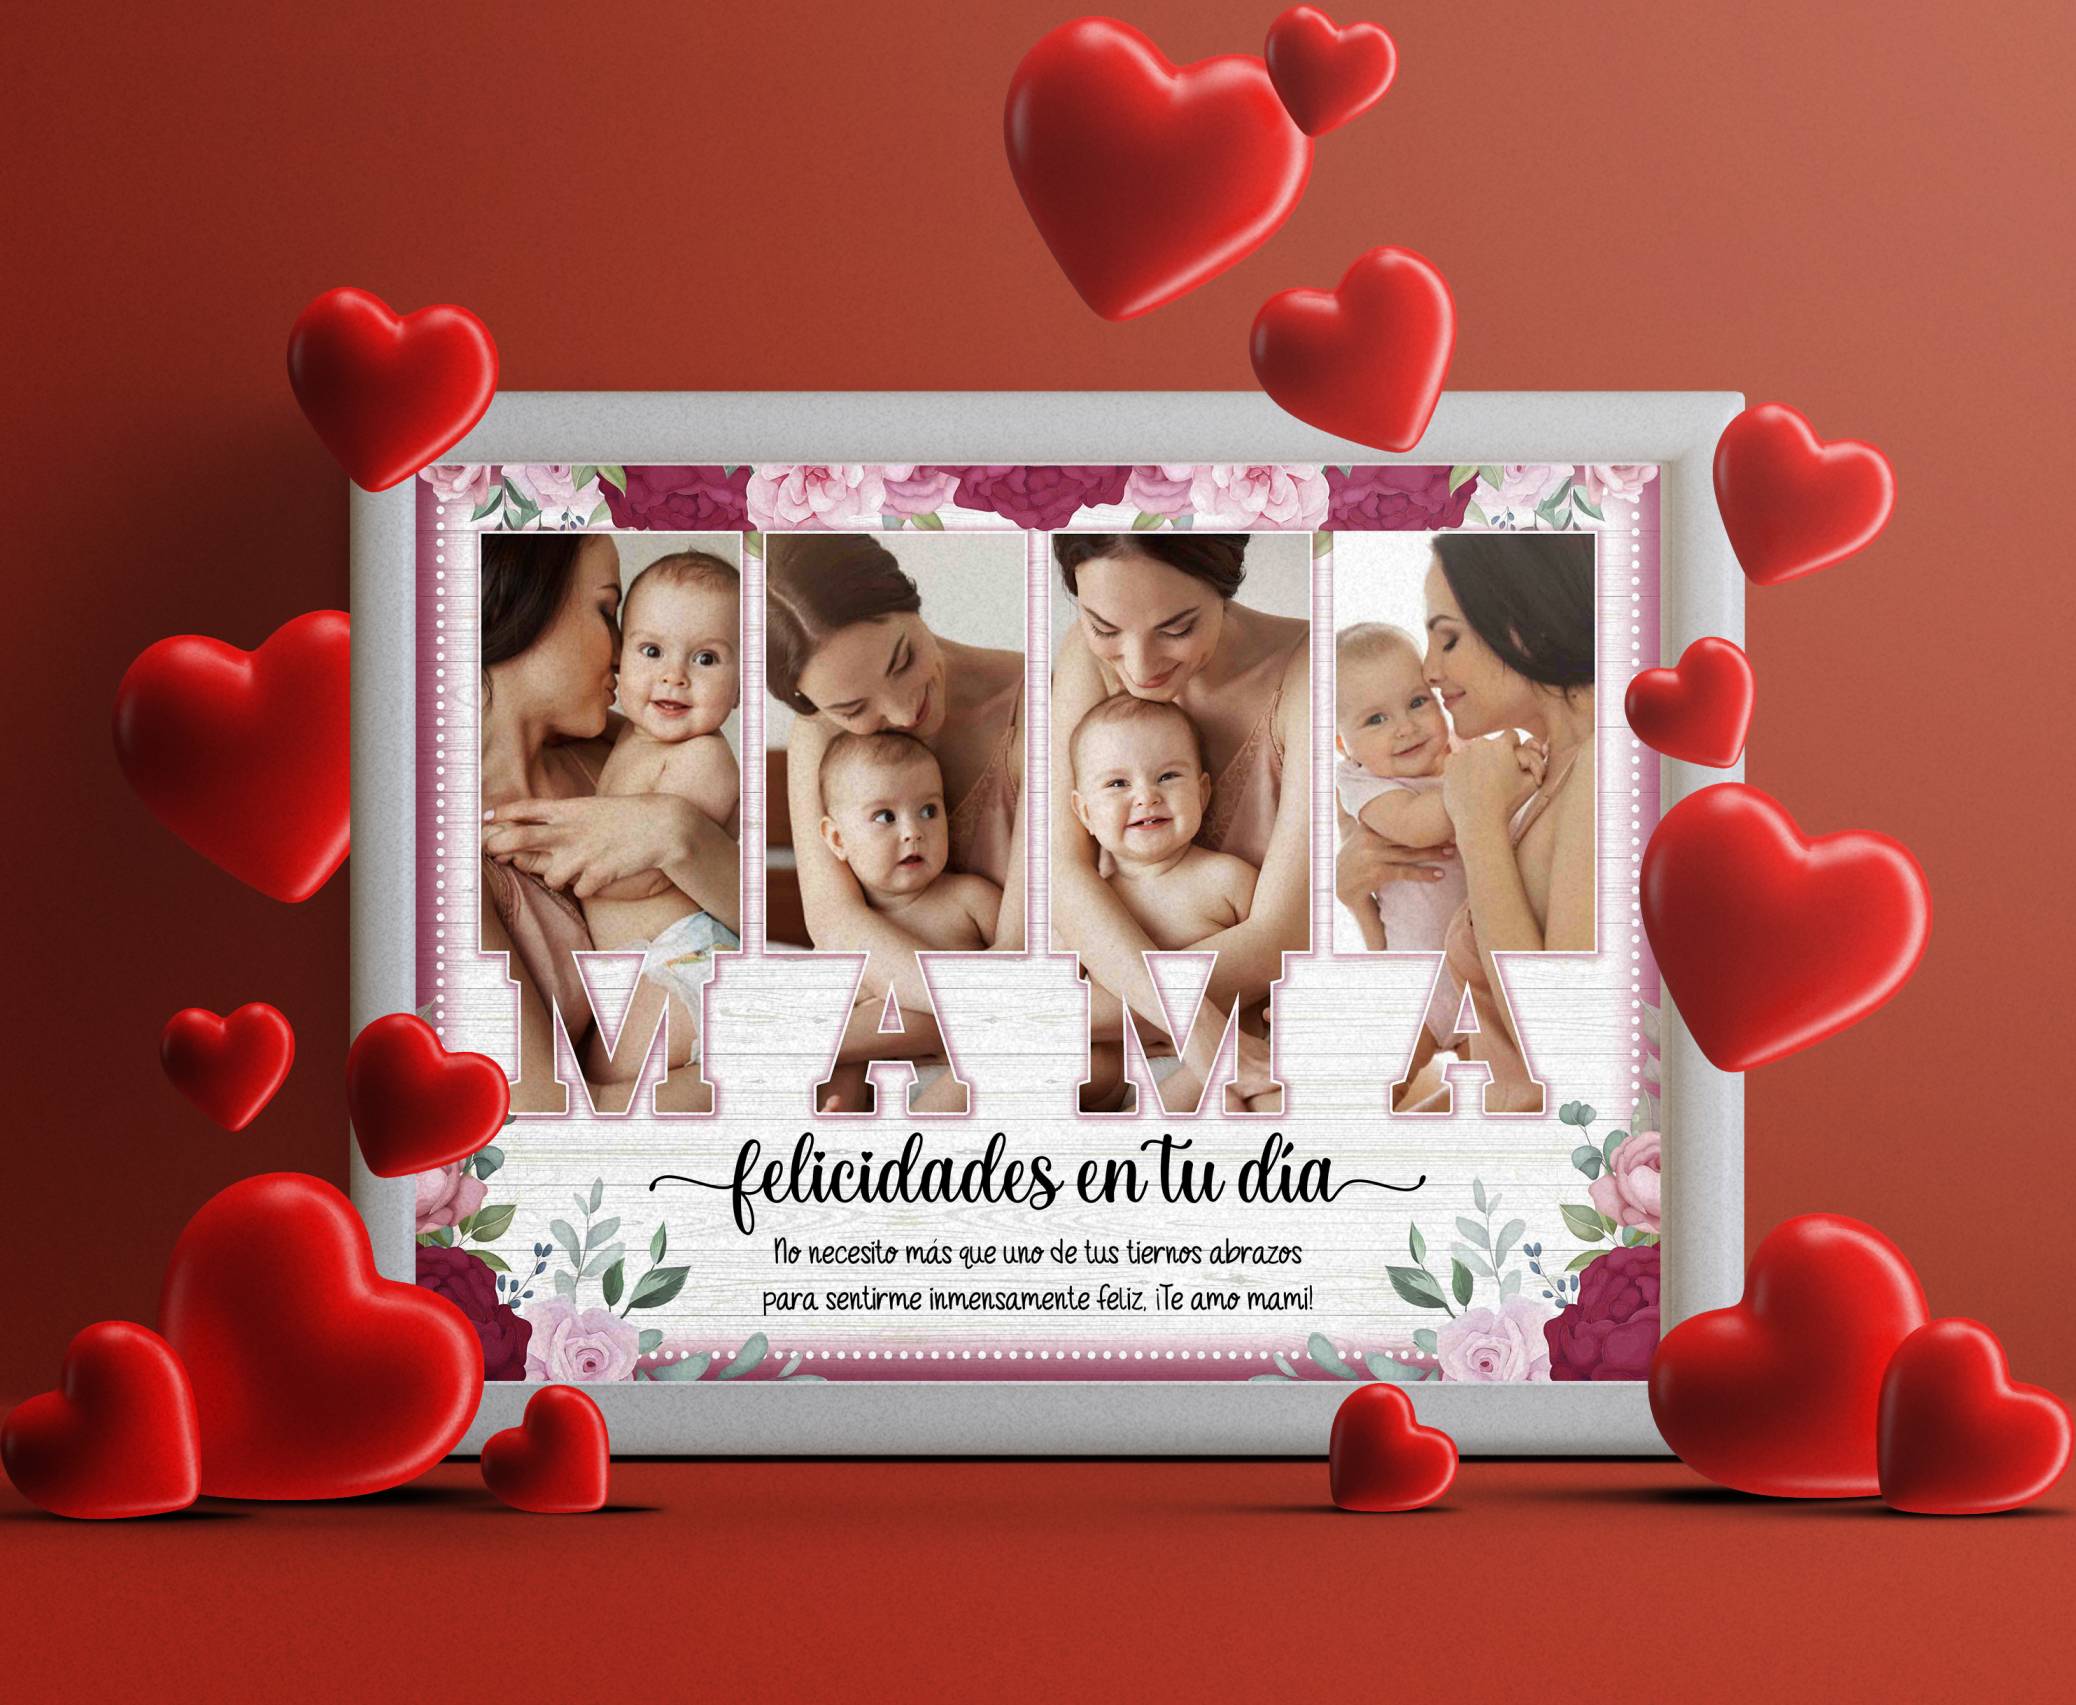 MAMA
felicidades en tu día
No necesito más que uno de tus tiernos abrazos
para sentirme inmensamente feliz, ¡Te amo mami!